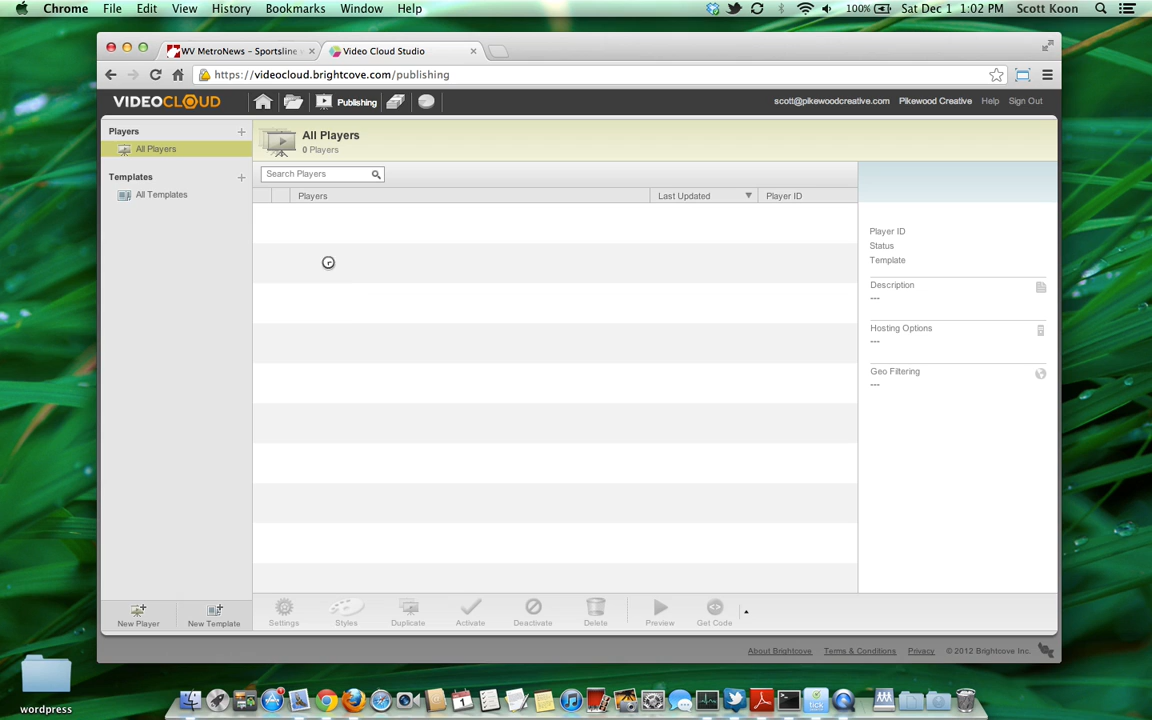 Chrome File Edit View History Bookmarks Window Help 100% Sat Dec 1 1:02 PM Scott Koon
WV MetroNews – Sportsline Video Cloud Studio
https://videocloud.brightcove.com/publishing
VIDEOCLOUD Publishing scott@pikewoodcreative.com Pikewood Creative Help Sign Out
Players
All Players
Templates
All Templates
All Players
0 Players
Search Players
Players Last Updated Player ID
Player ID
Status
Template
Description
---
Hosting Options
---
Geo Filtering
---
New Player New Template
Settings Styles Duplicate Activate Deactivate Delete Preview Get Code
About Brightcove Terms & Conditions Privacy © 2012 Brightcove Inc.
wordpress
tick